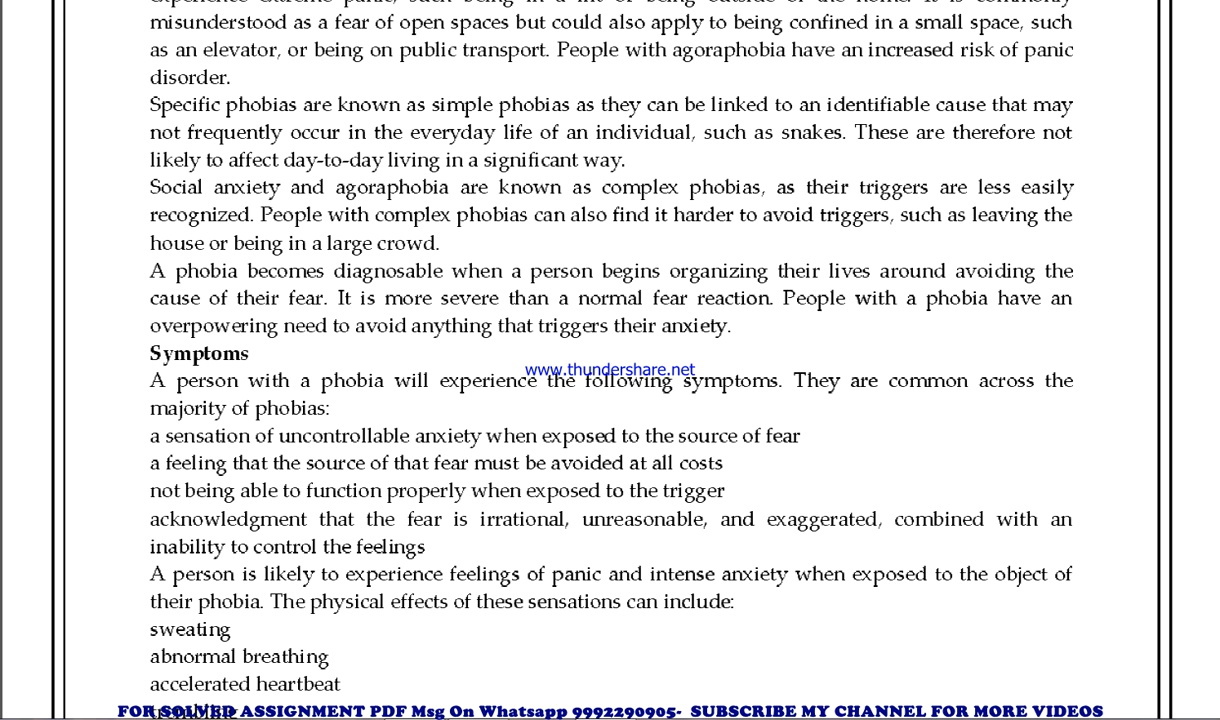 misunderstood as a fear of open spaces but could also apply to being confined in a small space, such
as an elevator, or being on public transport. People with agoraphobia have an increased risk of panic
disorder.
Specific phobias are known as simple phobias as they can be linked to an identifiable cause that may
not frequently occur in the everyday life of an individual, such as snakes. These are therefore not
likely to affect day-to-day living in a significant way.
Social anxiety and agoraphobia are known as complex phobias, as their triggers are less easily
recognized. People with complex phobias can also find it harder to avoid triggers, such as leaving the
house or being in a large crowd.
A phobia becomes diagnosable when a person begins organizing their lives around avoiding the
cause of their fear. It is more severe than a normal fear reaction. People with a phobia have an
overpowering need to avoid anything that triggers their anxiety.
Symptoms
www.thundershare.net
A person with a phobia will experience the following symptoms. They are common across the
majority of phobias:
a sensation of uncontrollable anxiety when exposed to the source of fear
a feeling that the source of that fear must be avoided at all costs
not being able to function properly when exposed to the trigger
acknowledgment that the fear is irrational, unreasonable, and exaggerated, combined with an
inability to control the feelings
A person is likely to experience feelings of panic and intense anxiety when exposed to the object of
their phobia. The physical effects of these sensations can include:
sweating
abnormal breathing
accelerated heartbeat
FOR SOLVED ASSIGNMENT PDF Msg On Whatsapp 9992290905- SUBSCRIBE MY CHANNEL FOR MORE VIDEOS